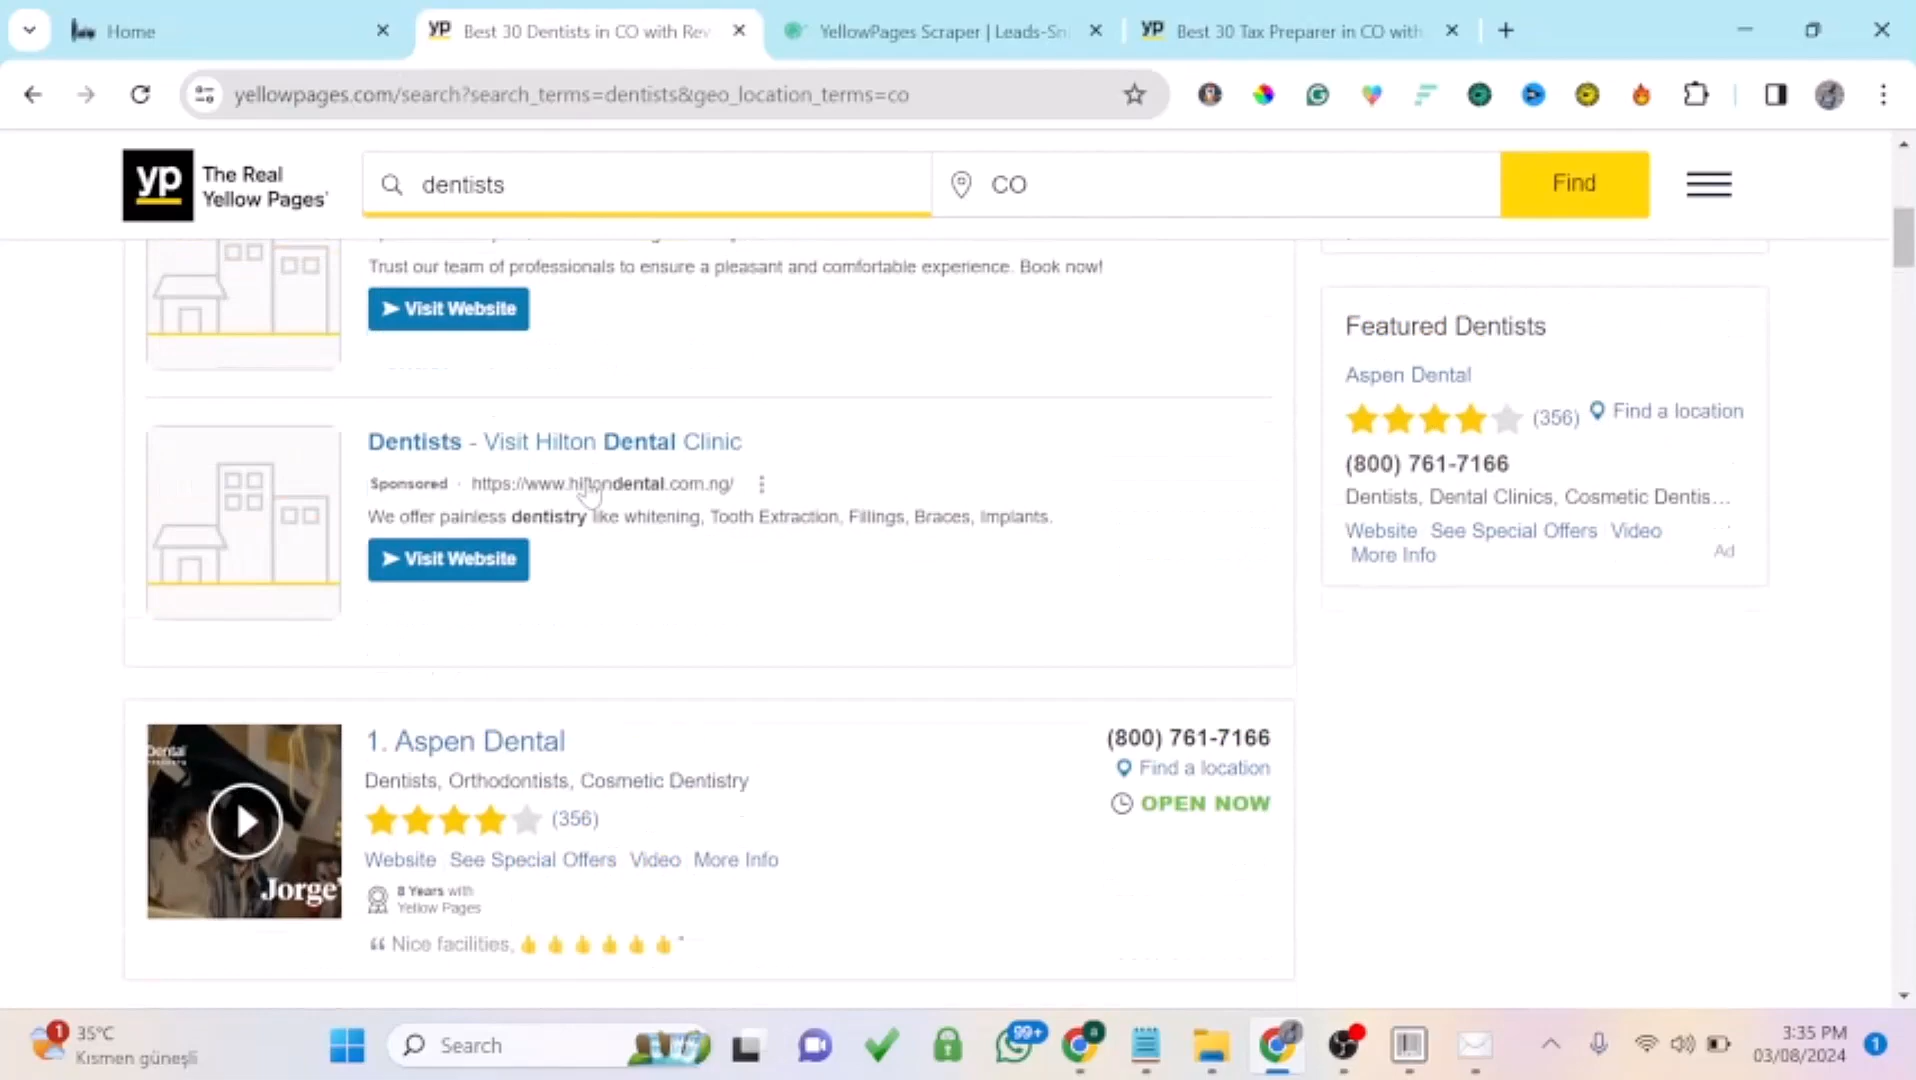 Home
YP Best 30 Dentists in CO with Rev
YellowPages Scraper | Leads-Sn
YP Best 30 Tax Preparer in CO with
yellowpages.com/search?search_terms=dentists&geo_location_terms=co
yp The Real Yellow Pages
dentists
CO
Find
Trust our team of professionals to ensure a pleasant and comfortable experience. Book now!
Visit Website
Dentists - Visit Hilton Dental Clinic
Sponsored · https://www.hiltondental.com.ng/
We offer painless dentistry like whitening, Tooth Extraction, Fillings, Braces, Implants.
Visit Website
Featured Dentists
Aspen Dental
(356) Find a location
(800) 761-7166
Dentists, Dental Clinics, Cosmetic Dentis...
Website See Special Offers Video
More Info
Ad
Dental
Jorge'
1. Aspen Dental
Dentists, Orthodontists, Cosmetic Dentistry
(356)
Website See Special Offers Video More Info
8 Years with
Yellow Pages
“ Nice facilities, 👍👍👍👍👍👍"
(800) 761-7166
Find a location
OPEN NOW
1
35°C
Kısmen güneşli
Search
99+
a
3:35 PM
03/08/2024
1